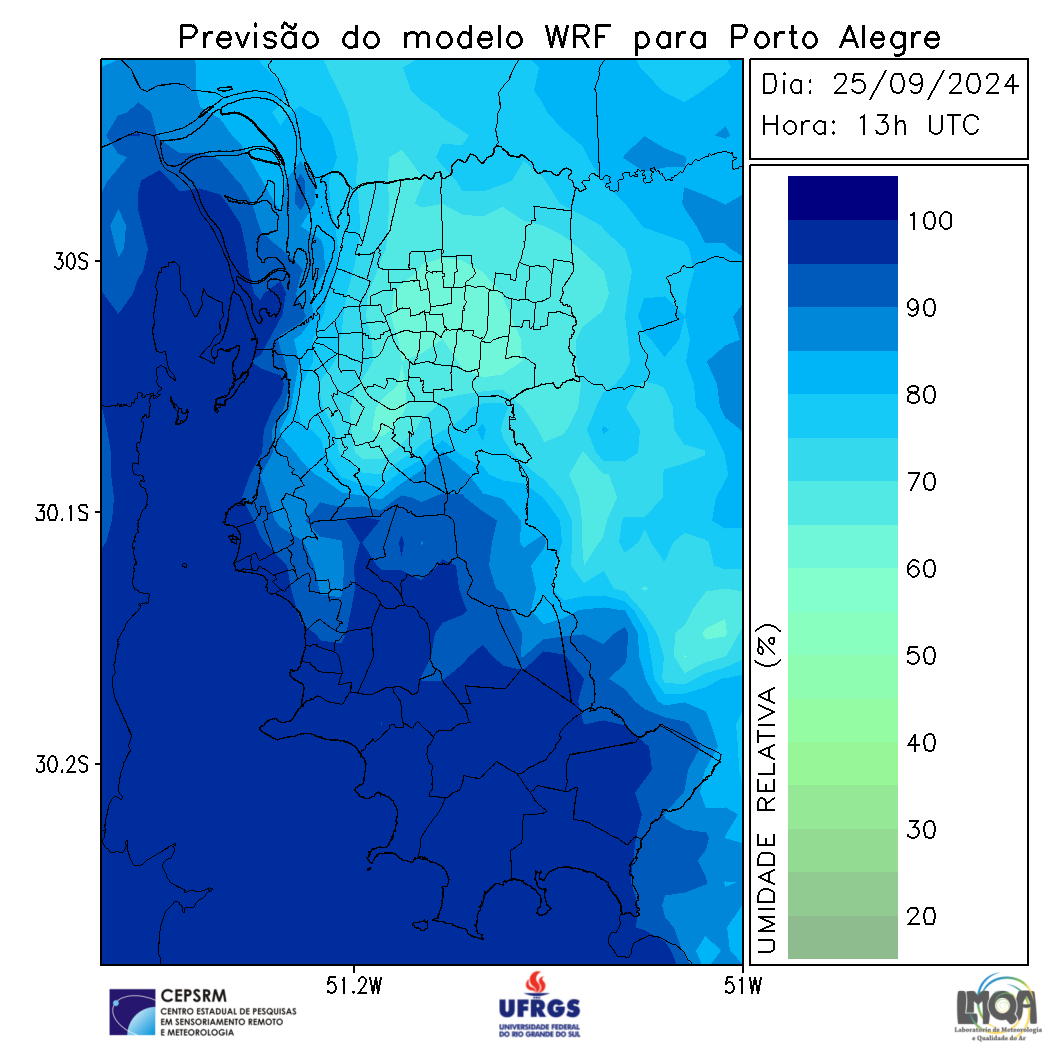 Previsão do modelo WRF para Porto Alegre
Dia: 25/09/2024
Hora: 13h UTC
30S
30.1S
30.2S
51.2W
51W
UMIDADE RELATIVA (%)
100
90
80
70
60
50
40
30
20
CEPSRM
CENTRO ESTADUAL DE PESQUISAS
EM SENSORIAMENTO REMOTO
E METEOROLOGIA
UFRGS
UNIVERSIDADE FEDERAL
DO RIO GRANDE DO SUL
LMQA
Laboratório de Meteorologia
e Qualidade do Ar